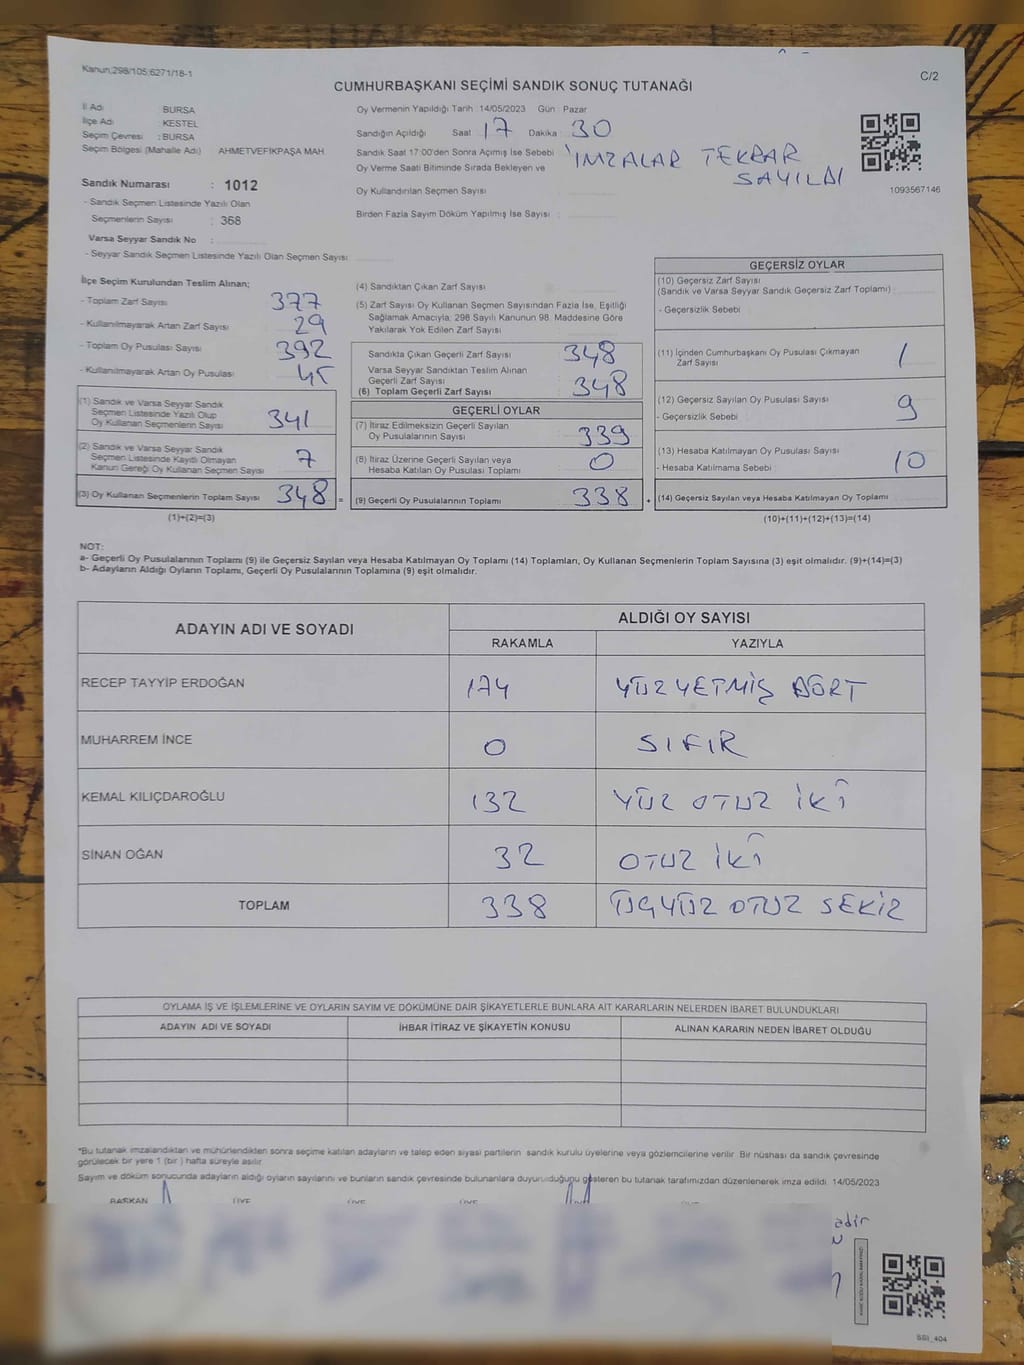 Kanun;298/105;6271/18-1
C/2
CUMHURBAŞKANI SEÇİMİ SANDIK SONUÇ TUTANAĞI
İl Adı BURSA
İlçe Adı KESTEL
Seçim Çevresi : BURSA
Seçim Bölgesi (Mahalle Adı) AHMETVEFİKPAŞA MAH.
Sandık Numarası : 1012
- Sandık Seçmen Listesinde Yazılı Olan
Seçmenlerin Sayısı : 368
Varsa Seyyar Sandık No :
- Seyyar Sandık Seçmen Listesinde Yazılı Olan Seçmen Sayısı:
Oy Vermenin Yapıldığı Tarih 14/05/2023 Gün : Pazar
Sandığın Açıldığı Saat 17 Dakika : 30
Sandık Saat 17:00'den Sonra Açımış İse Sebebi İMZALAR TEKRAR
SAYILDI
Oy Verme Saati Bitiminde Sırada Bekleyen ve
Oy Kullandırılan Seçmen Sayısı
Birden Fazla Sayım Döküm Yapılmış İse Sayısı :
1093567146
İlçe Seçim Kurulundan Teslim Alınan;
- Toplam Zarf Sayısı 377
- Kullanılmayarak Artan Zarf Sayısı 29
- Toplam Oy Pusulası Sayısı 392
- Kullanılmayarak Artan Oy Pusulası 45
(1) Sandık ve Varsa Seyyar Sandık
Seçmen Listesinde Yazılı Olup
Oy Kullanan Seçmenlerin Sayısı 341
(2) Sandık ve Varsa Seyyar Sandık
Seçmen Listesinde Kayıtlı Olmayan
Kanun Gereği Oy Kullanan Seçmen Sayısı 7
(3) Oy Kullanan Seçmenlerin Toplam Sayısı 348 =
(1)+(2)=(3)
(4) Sandıktan Çıkan Zarf Sayısı :
(5) Zarf Sayısı Oy Kullanan Seçmen Sayısından Fazla İse, Eşitliği
Sağlamak Amacıyla; 298 Sayılı Kanunun 98. Maddesine Göre
Yakılarak Yok Edilen Zarf Sayısı :
Sandıkta Çıkan Geçerli Zarf Sayısı 348
Varsa Seyyar Sandıktan Teslim Alınan
Geçerli Zarf Sayısı
(6) Toplam Geçerli Zarf Sayısı 348
GEÇERLİ OYLAR
(7) İtiraz Edilmeksizin Geçerli Sayılan
Oy Pusulalarının Sayısı 339
(8) İtiraz Üzerine Geçerli Sayılan veya
Hesaba Katılan Oy Pusulası Toplamı 0
(9) Geçerli Oy Pusulalarının Toplamı 338 +
GEÇERSİZ OYLAR
(10) Geçersiz Zarf Sayısı
(Sandık ve Varsa Seyyar Sandık Geçersiz Zarf Toplamı) :
- Geçersizlik Sebebi :
(11) İçinden Cumhurbaşkanı Oy Pusulası Çıkmayan
Zarf Sayısı 1
(12) Geçersiz Sayılan Oy Pusulası Sayısı 9
- Geçersizlik Sebebi :
(13) Hesaba Katılmayan Oy Pusulası Sayısı 10
- Hesaba Katılmama Sebebi :
(14) Geçersiz Sayılan veya Hesaba Katılmayan Oy Toplamı
(10)+(11)+(12)+(13)=(14)
NOT:
a- Geçerli Oy Pusulalarının Toplamı (9) ile Geçersiz Sayılan veya Hesaba Katılmayan Oy Toplamı (14) Toplamları, Oy Kullanan Seçmenlerin Toplam Sayısına (3) eşit olmalıdır. (9)+(14)=(3)
b- Adayların Aldığı Oyların Toplamı, Geçerli Oy Pusulalarının Toplamına (9) eşit olmalıdır.
ADAYIN ADI VE SOYADI
ALDIĞI OY SAYISI
RAKAMLA YAZIYLA
RECEP TAYYİP ERDOĞAN 174 YÜZ YETMİŞ DÖRT
MUHARREM İNCE 0 SIFIR
KEMAL KILIÇDAROĞLU 132 YÜZ OTUZ İKİ
SİNAN OĞAN 32 OTUZ İKİ
TOPLAM 338 ÜÇYÜZ OTUZ SEKİZ
OYLAMA İŞ VE İŞLEMLERİNE VE OYLARIN SAYIM VE DÖKÜMÜNE DAİR ŞİKAYETLERLE BUNLARA AİT KARARLARIN NELERDEN İBARET BULUNDUKLARI
ADAYIN ADI VE SOYADI İHBAR İTİRAZ VE ŞİKAYETİN KONUSU ALINAN KARARIN NEDEN İBARET OLDUĞU
*Bu tutanak imzalandıktan ve mühürlendikten sonra seçime katılan adayların ve talep eden siyasi partilerin sandık kurulu üyelerine veya gözlemcilerine verilir. Bir nüshası da sandık çevresinde
görülecek bir yere 1 (bir ) hafta süreyle asılır.
Sayım ve döküm sonucunda adayların aldığı oyların sayılarını ve bunların sandık çevresinde bulunanlara duyurulduğunu gösteren bu tutanak tarafımızdan düzenlenerek imza edildi. 14/05/2023
BAŞKAN ÜYE ÜYE ÜYE
SSI_404